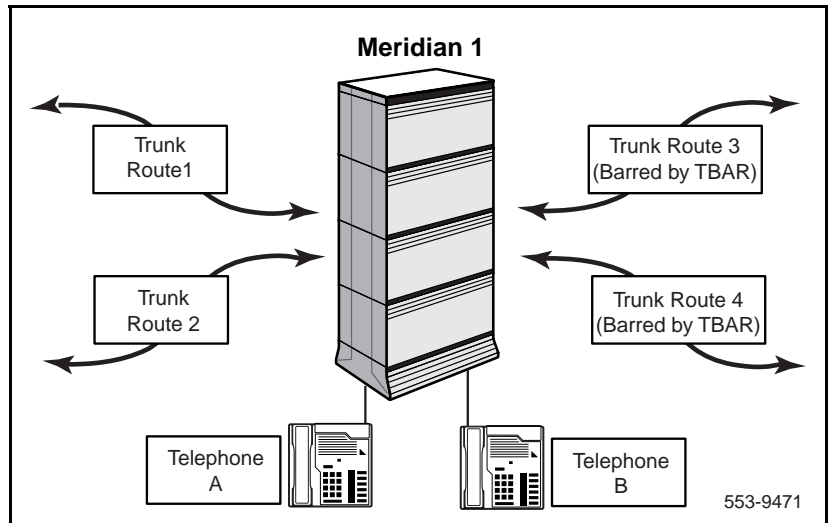 Meridian 1
Trunk
Route1
Trunk Route 3
(Barred by TBAR)
Trunk
Route 2
Trunk Route 4
(Barred by TBAR)
Telephone
A
Telephone
B
553-9471